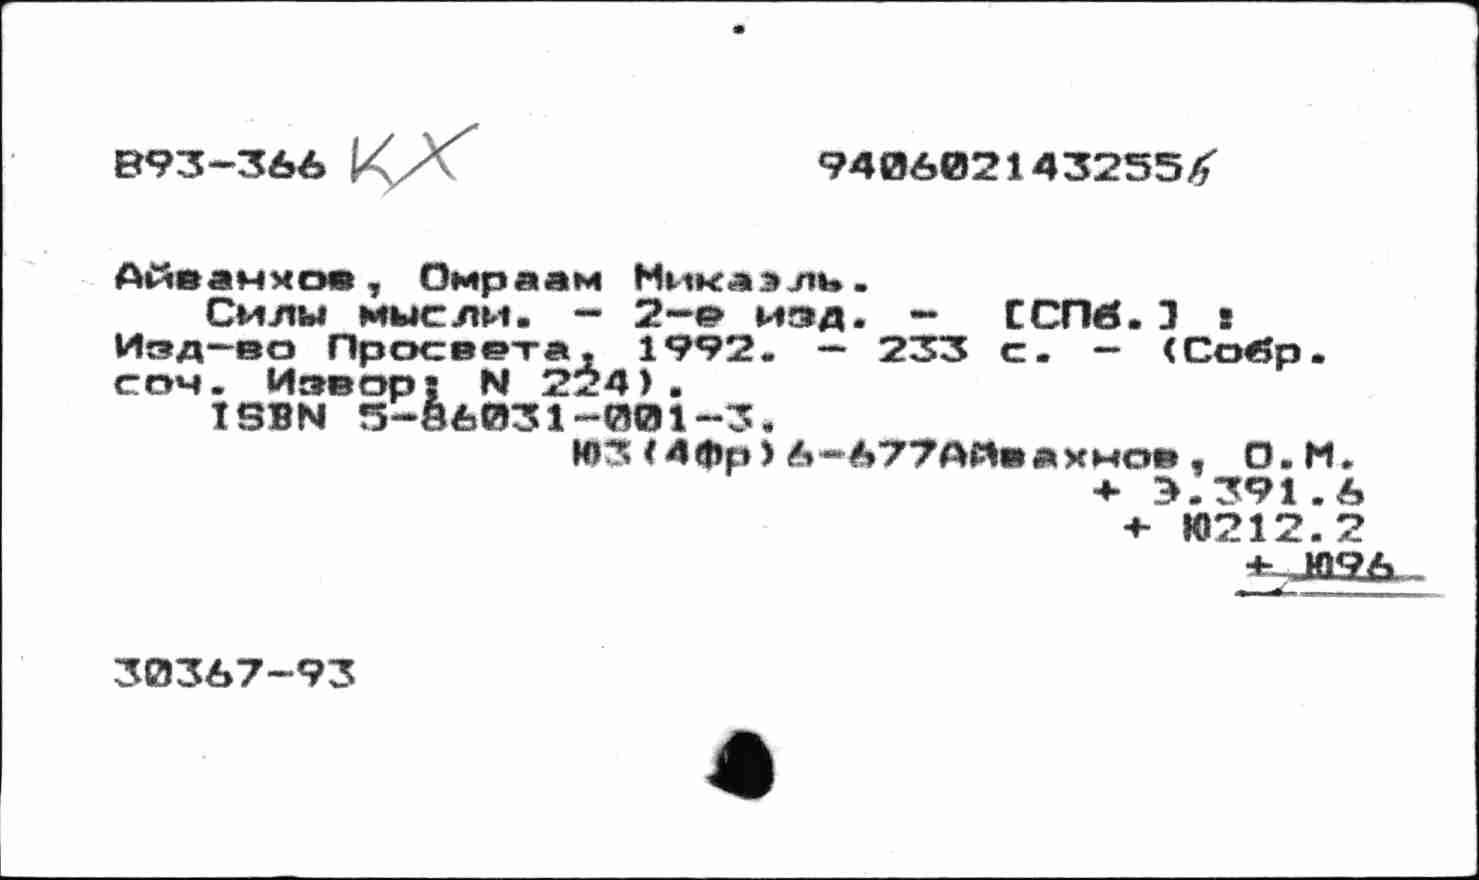 В93-366 КХ 9406021432556
Айванхов, Омраам Микаэль.
Силы мысли. - 2-е изд. - [СПб.] :
Изд-во Просвета, 1992. - 233 с. - (Собр.
соч. Извор; N 224).
ISBN 5-86031-001-3.
Ю3(4Фр)6-677Айвахнов, О.М.
+ Э.391.6
+ Ю212.2
+ Ю96
30367-93